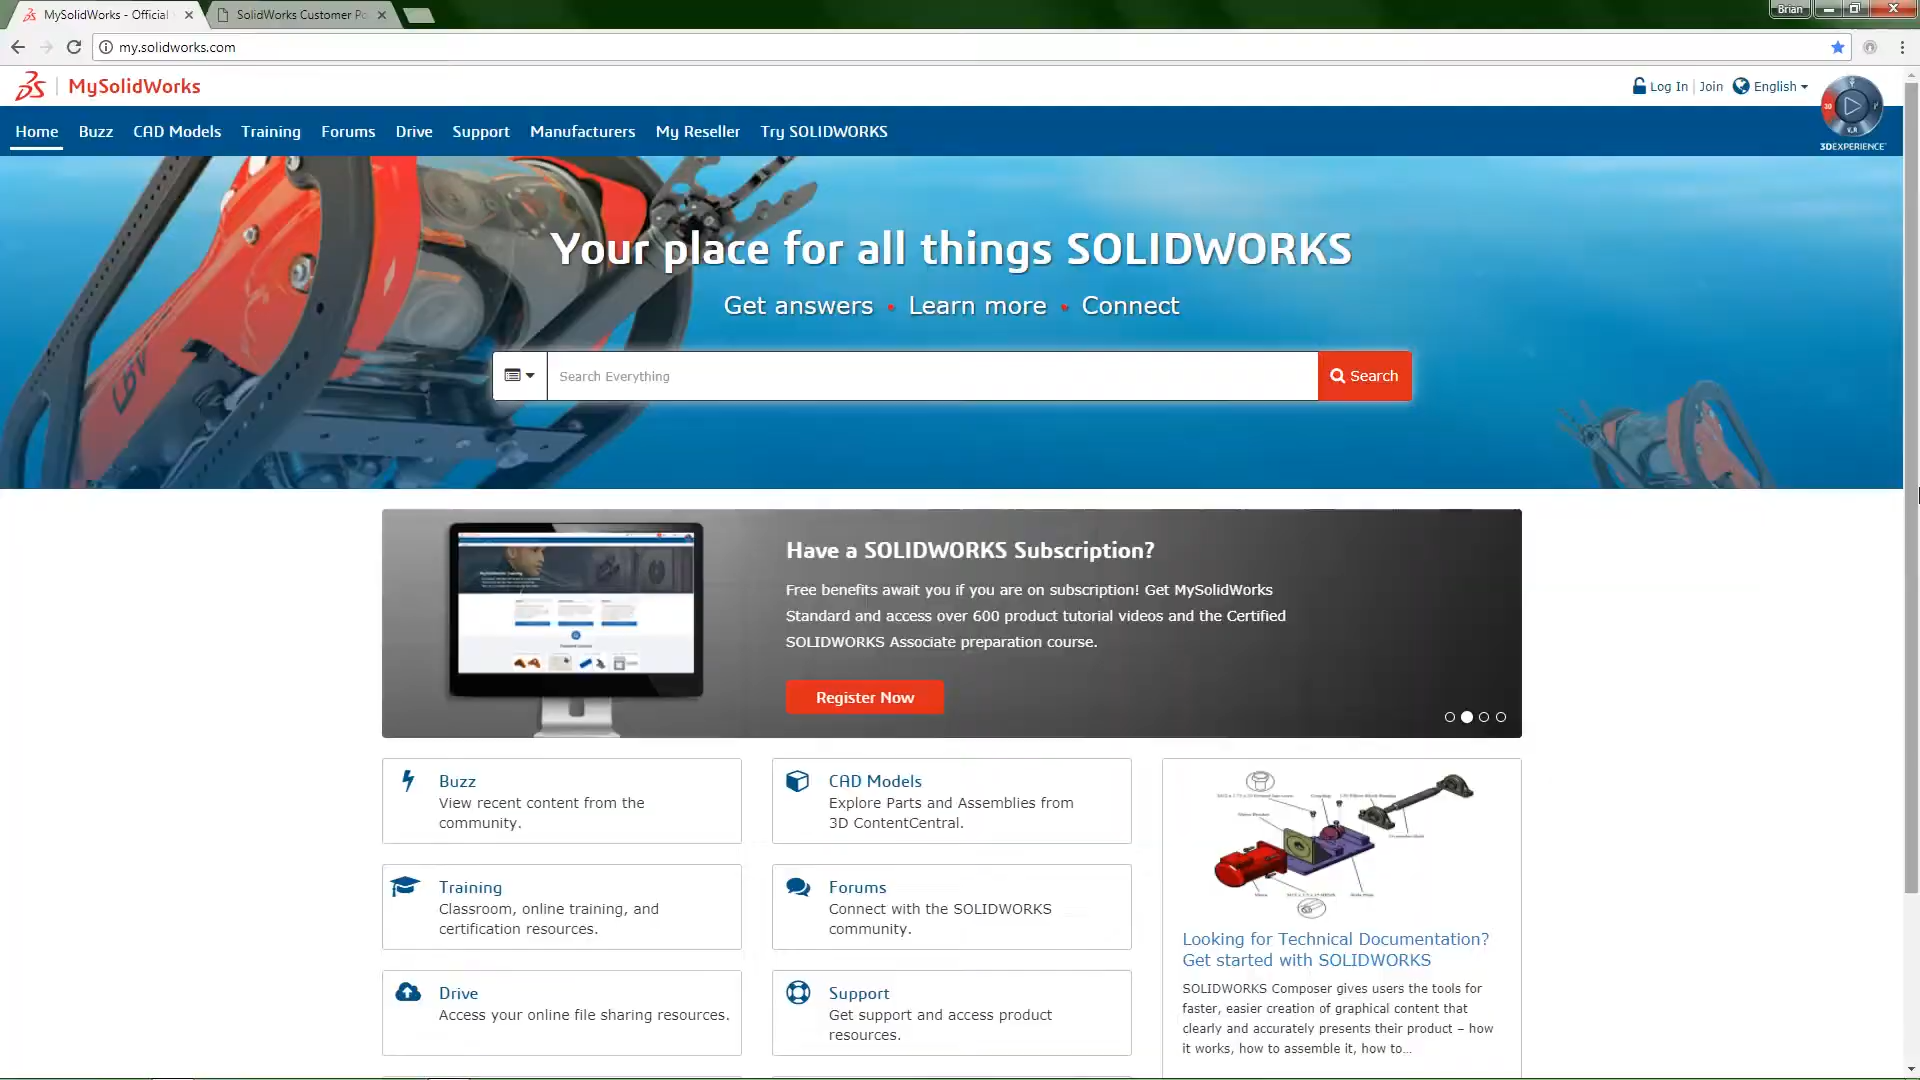 MySolidWorks - Official
SolidWorks Customer Po
Brian
my.solidworks.com
MySolidWorks
Log In
Join
English
Home
Buzz
CAD Models
Training
Forums
Drive
Support
Manufacturers
My Reseller
Try SOLIDWORKS
3D
V.R
3DEXPERIENCE
Your place for all things SOLIDWORKS
Get answers • Learn more • Connect
LBV
Search Everything
Search
Have a SOLIDWORKS Subscription?
Free benefits await you if you are on subscription! Get MySolidWorks
Standard and access over 600 product tutorial videos and the Certified
SOLIDWORKS Associate preparation course.
Register Now
Buzz
View recent content from the
community.
CAD Models
Explore Parts and Assemblies from
3D ContentCentral.
Training
Classroom, online training, and
certification resources.
Forums
Connect with the SOLIDWORKS
community.
Drive
Access your online file sharing resources.
Support
Get support and access product
resources.
Looking for Technical Documentation?
Get started with SOLIDWORKS
SOLIDWORKS Composer gives users the tools for
faster, easier creation of graphical content that
clearly and accurately presents their product – how
it works, how to assemble it, how to...